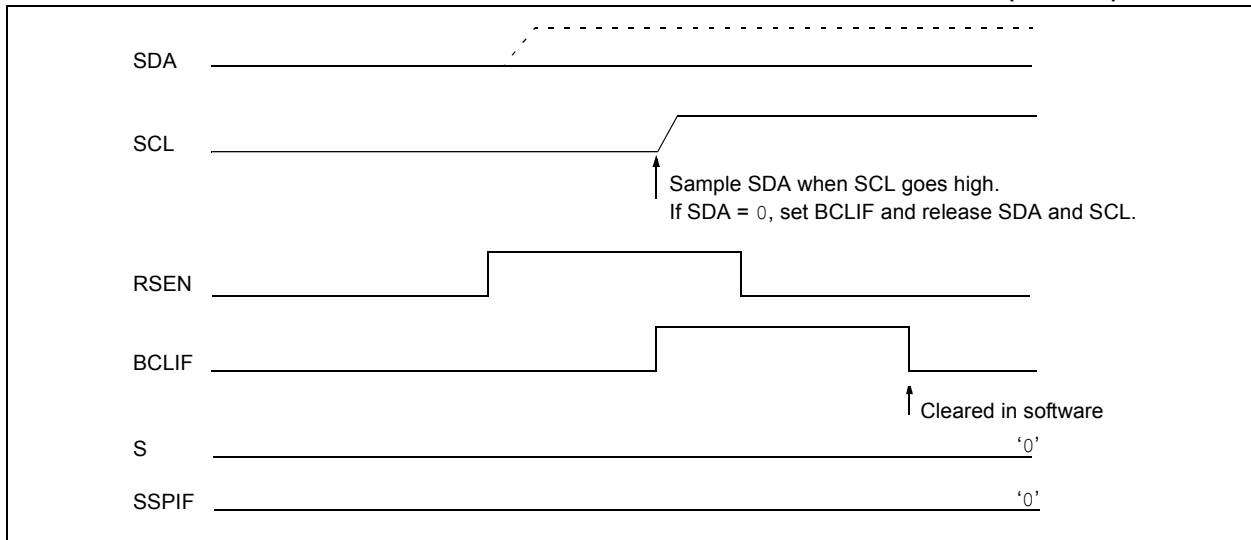 SDA
SCL
Sample SDA when SCL goes high.
If SDA = 0, set BCLIF and release SDA and SCL.
RSEN
BCLIF
Cleared in software
S ‘0’
SSPIF ‘0’